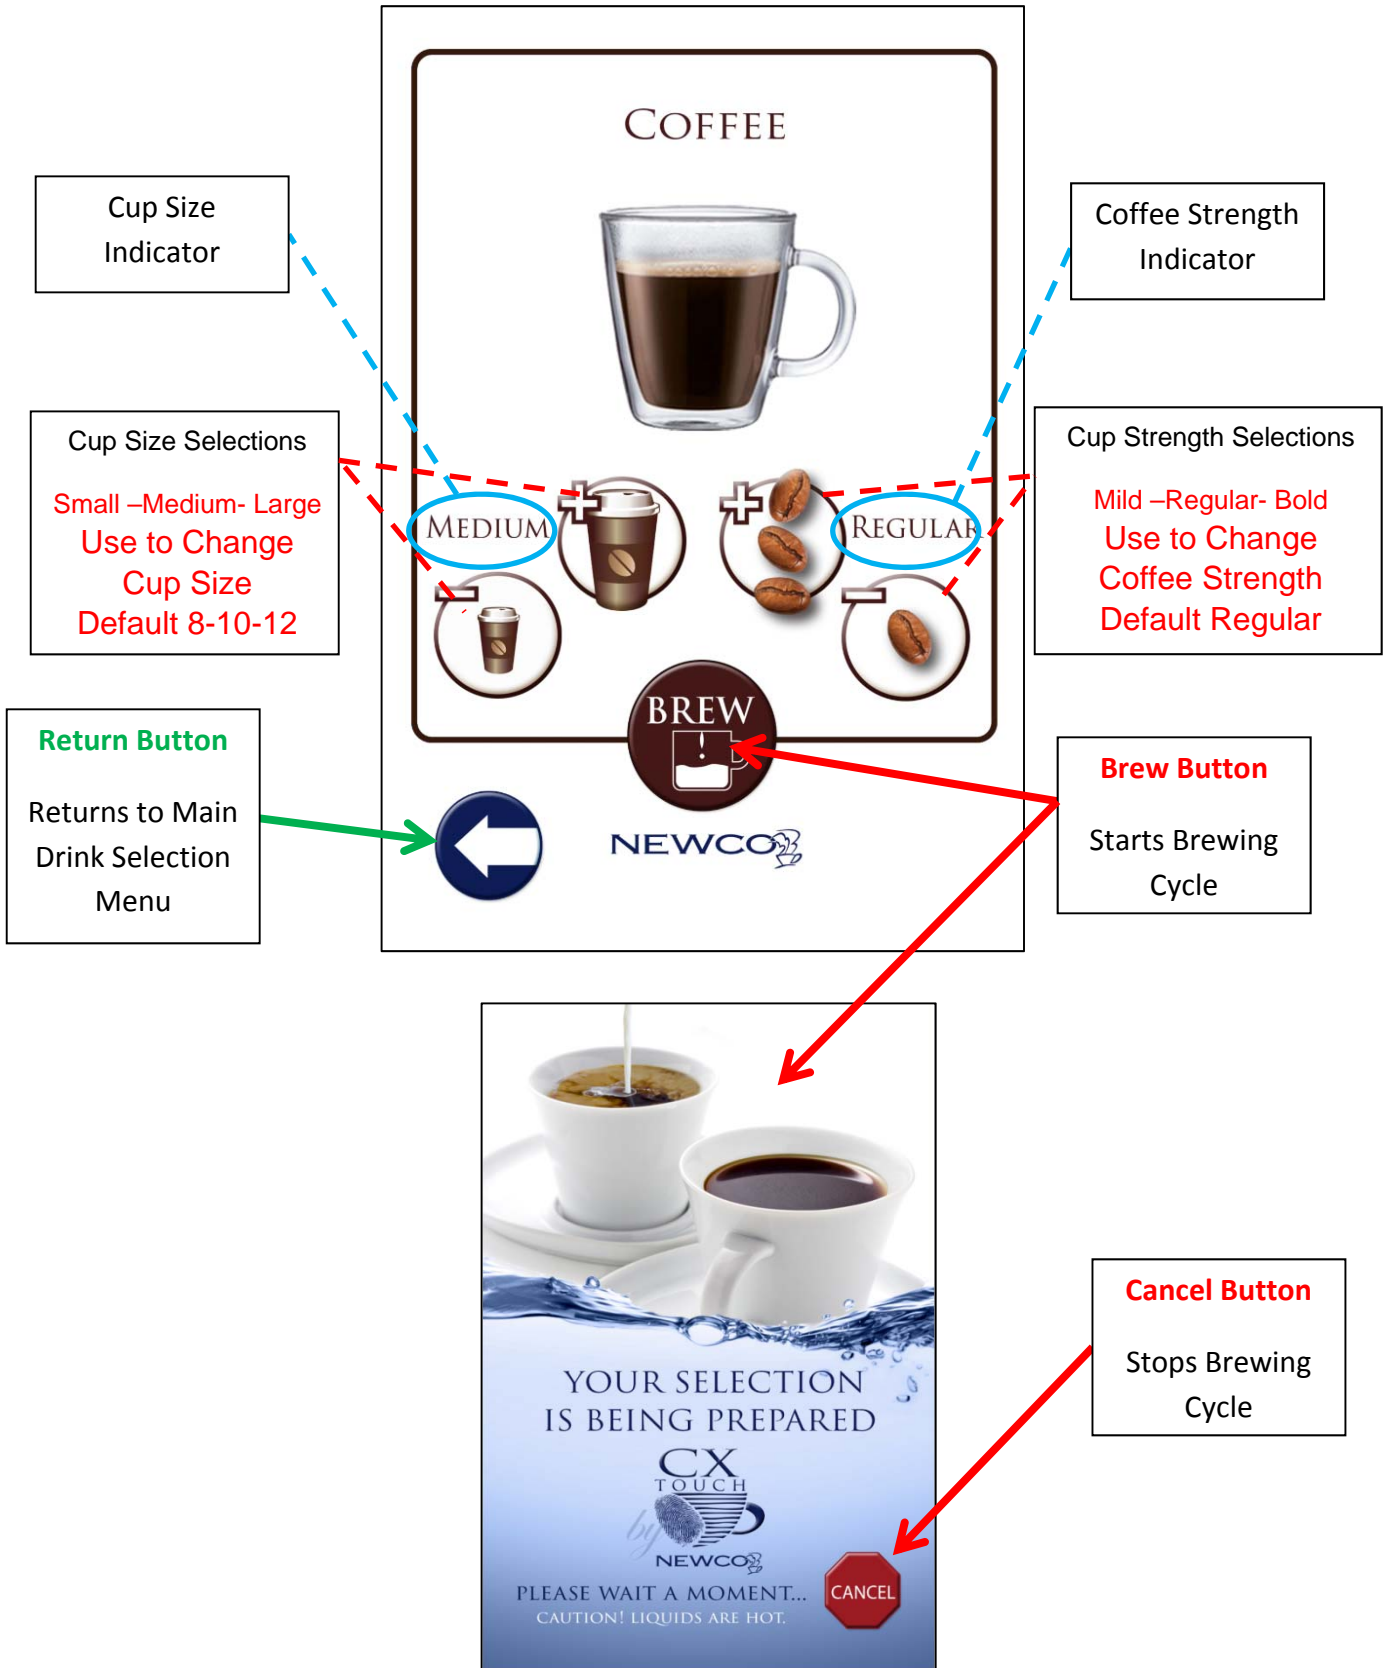 COFFEE
Cup Size
Indicator
Coffee Strength
Indicator
Cup Size Selections
Small –Medium- Large
Use to Change
Cup Size
Default 8-10-12
MEDIUM
REGULAR
Cup Strength Selections
Mild –Regular- Bold
Use to Change
Coffee Strength
Default Regular
BREW
Return Button
Returns to Main
Drink Selection
Menu
NEWCO
Brew Button
Starts Brewing
Cycle
YOUR SELECTION
IS BEING PREPARED
CX
TOUCH
by
NEWCO
PLEASE WAIT A MOMENT...
CAUTION! LIQUIDS ARE HOT.
CANCEL
Cancel Button
Stops Brewing
Cycle